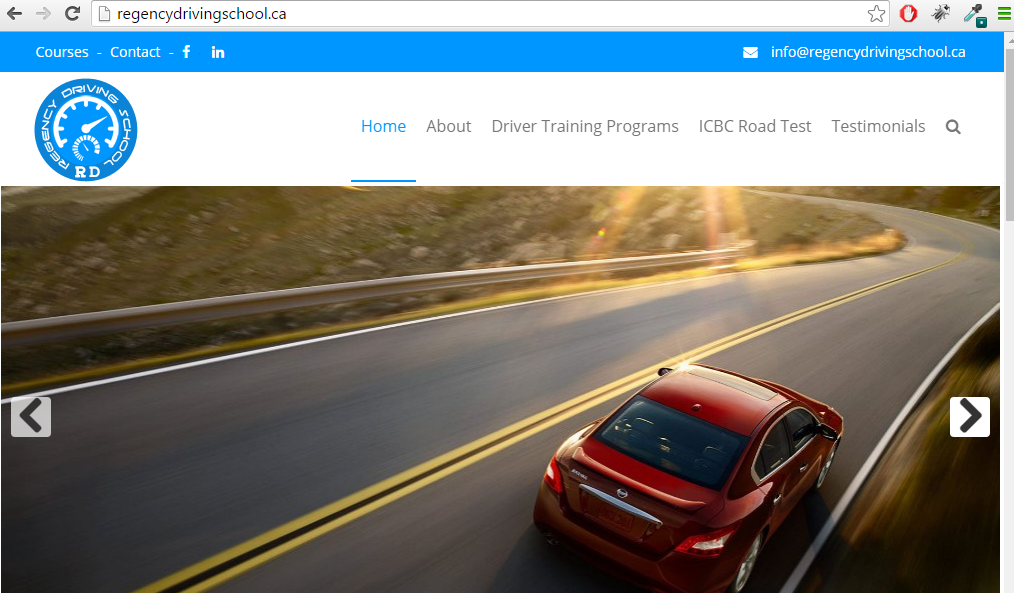 regencydrivingschool.ca
Courses - Contact -
info@regencydrivingschool.ca
REGENCY DRIVING SCHOOL
RD
Home About Driver Training Programs ICBC Road Test Testimonials